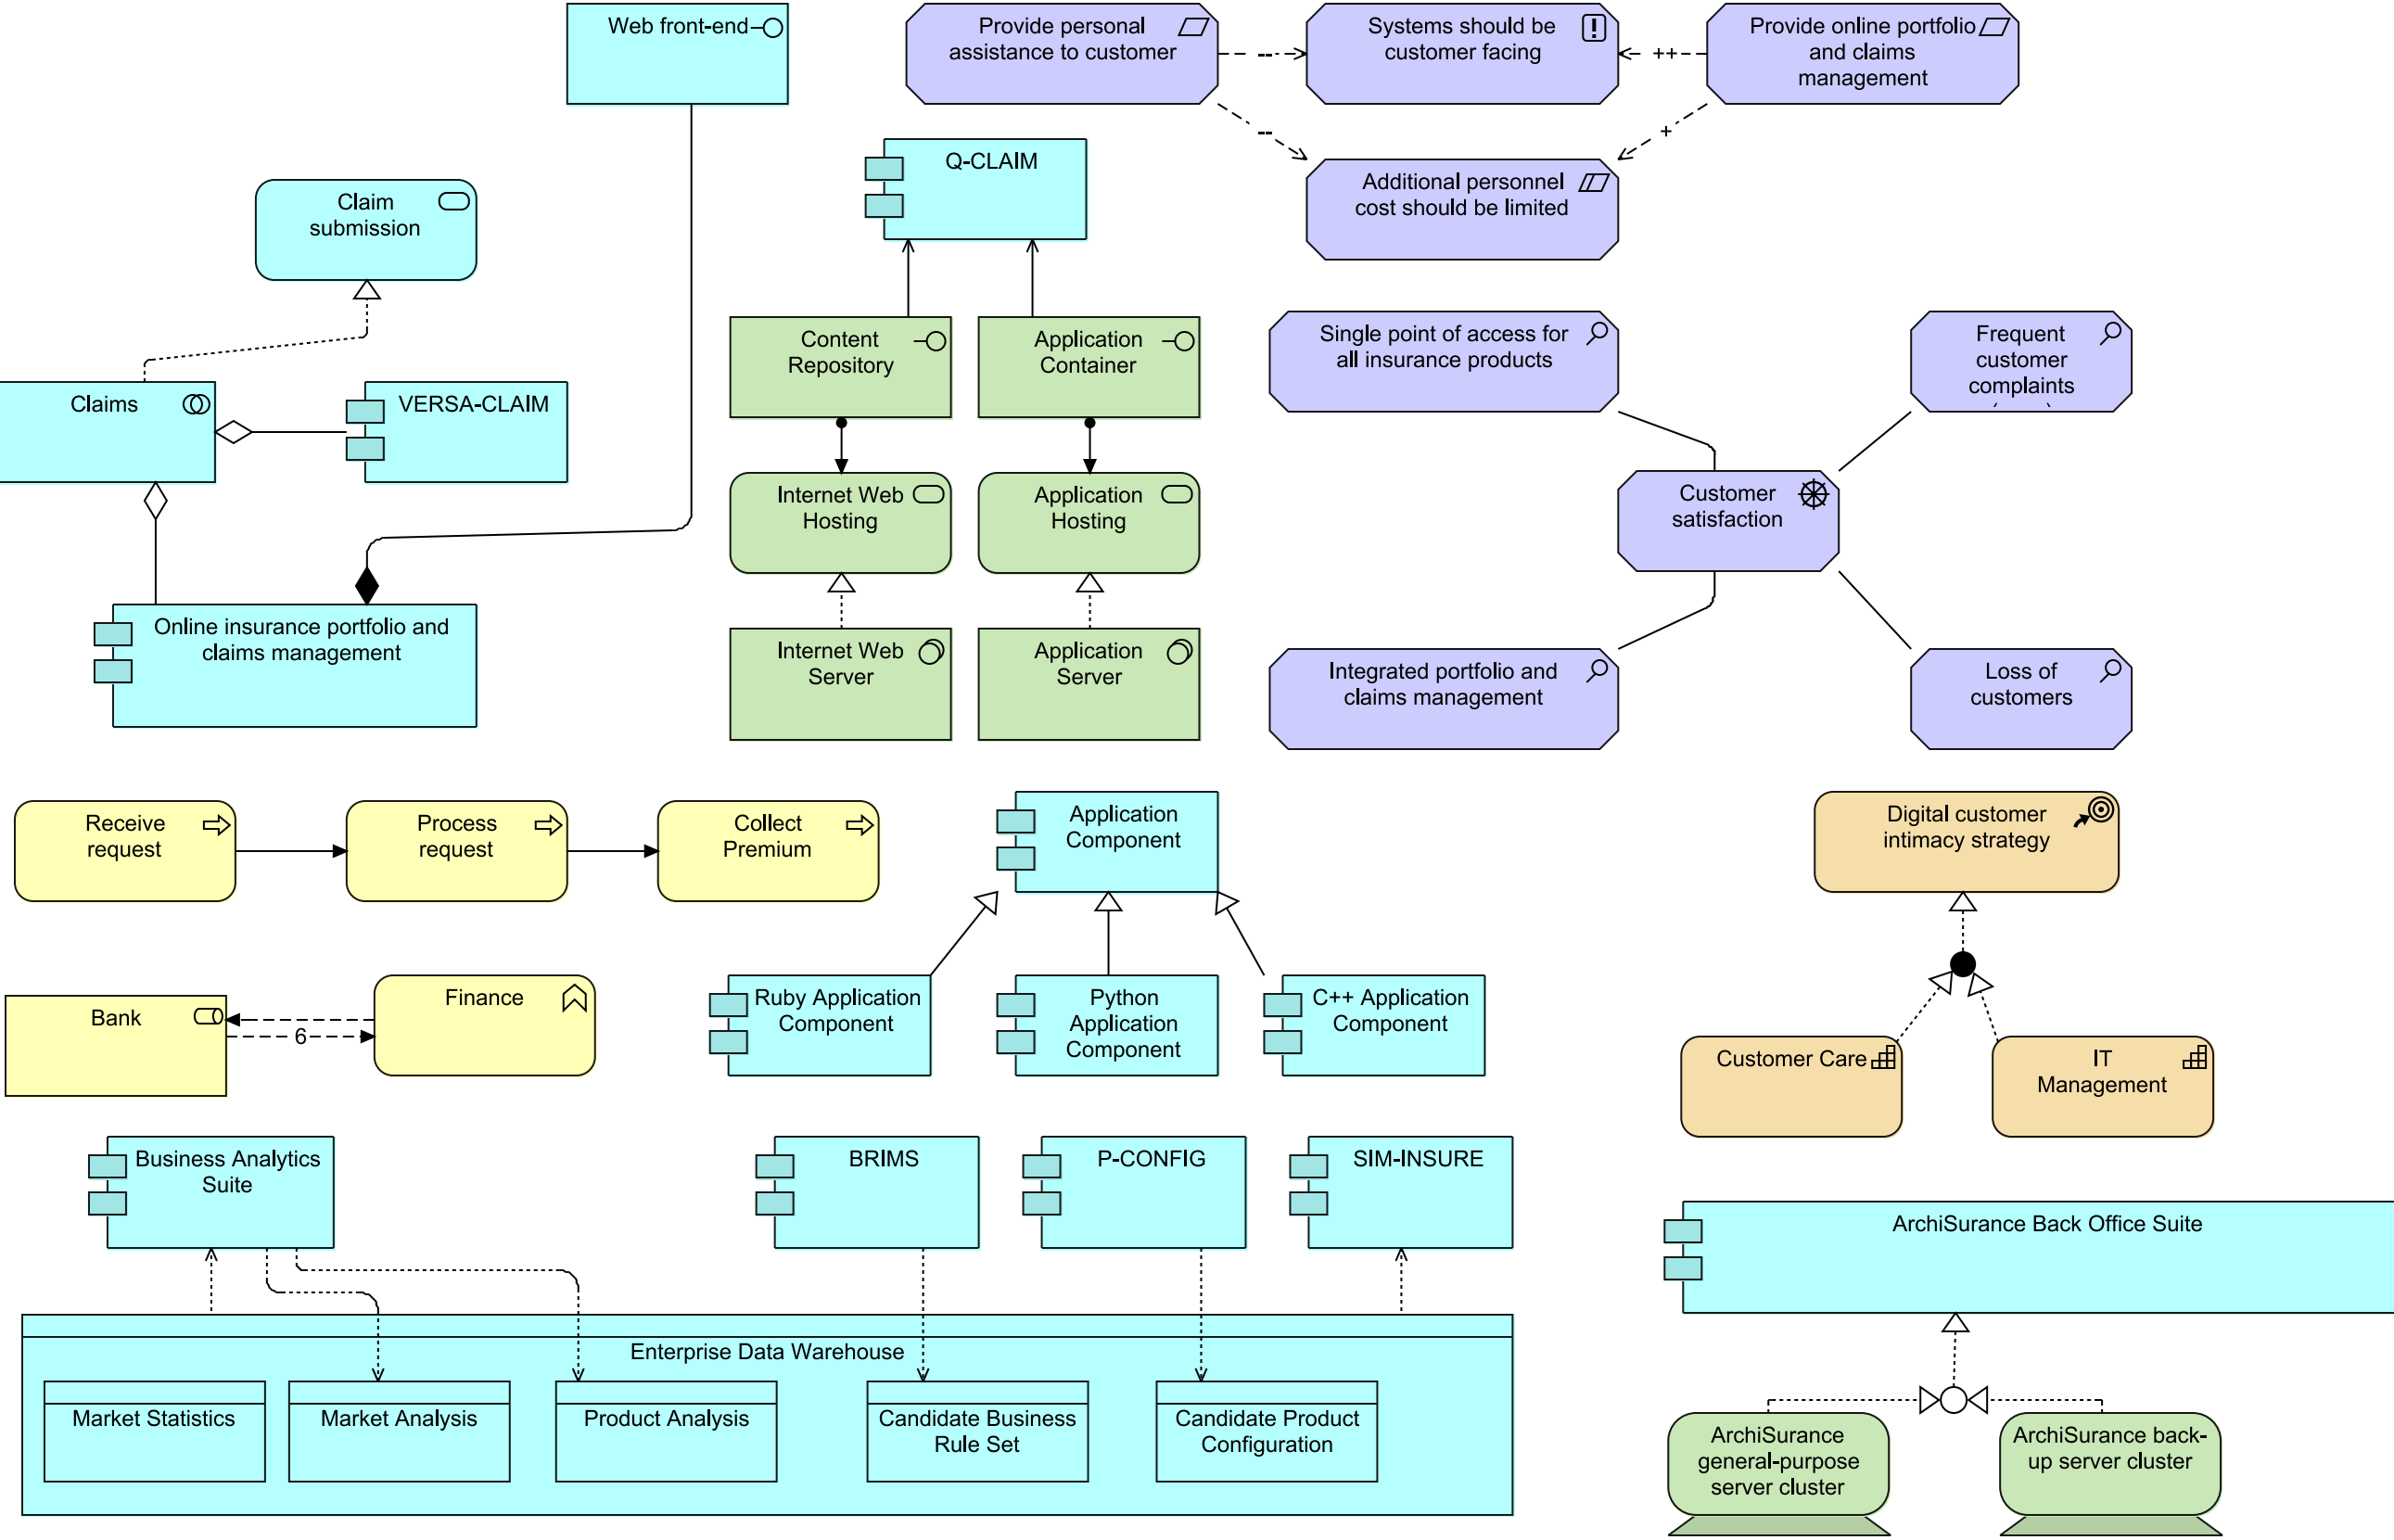 Web front-end
Provide personal
assistance to customer
--
Systems should be
customer facing
++
Provide online portfolio
and claims
management
--
+
Additional personnel
cost should be limited
Q-CLAIM
Claim
submission
Claims
VERSA-CLAIM
Online insurance portfolio and
claims management
Content
Repository
Application
Container
Internet Web
Hosting
Application
Hosting
Internet Web
Server
Application
Server
Single point of access for
all insurance products
Frequent
customer
complaints
Customer
satisfaction
Integrated portfolio and
claims management
Loss of
customers
Receive
request
Process
request
Collect
Premium
Application
Component
Ruby Application
Component
Python
Application
Component
C++ Application
Component
Digital customer
intimacy strategy
Customer Care
IT
Management
Bank
6
Finance
Business Analytics
Suite
BRIMS
P-CONFIG
SIM-INSURE
Enterprise Data Warehouse
Market Statistics
Market Analysis
Product Analysis
Candidate Business
Rule Set
Candidate Product
Configuration
ArchiSurance Back Office Suite
ArchiSurance
general-purpose
server cluster
ArchiSurance back-
up server cluster